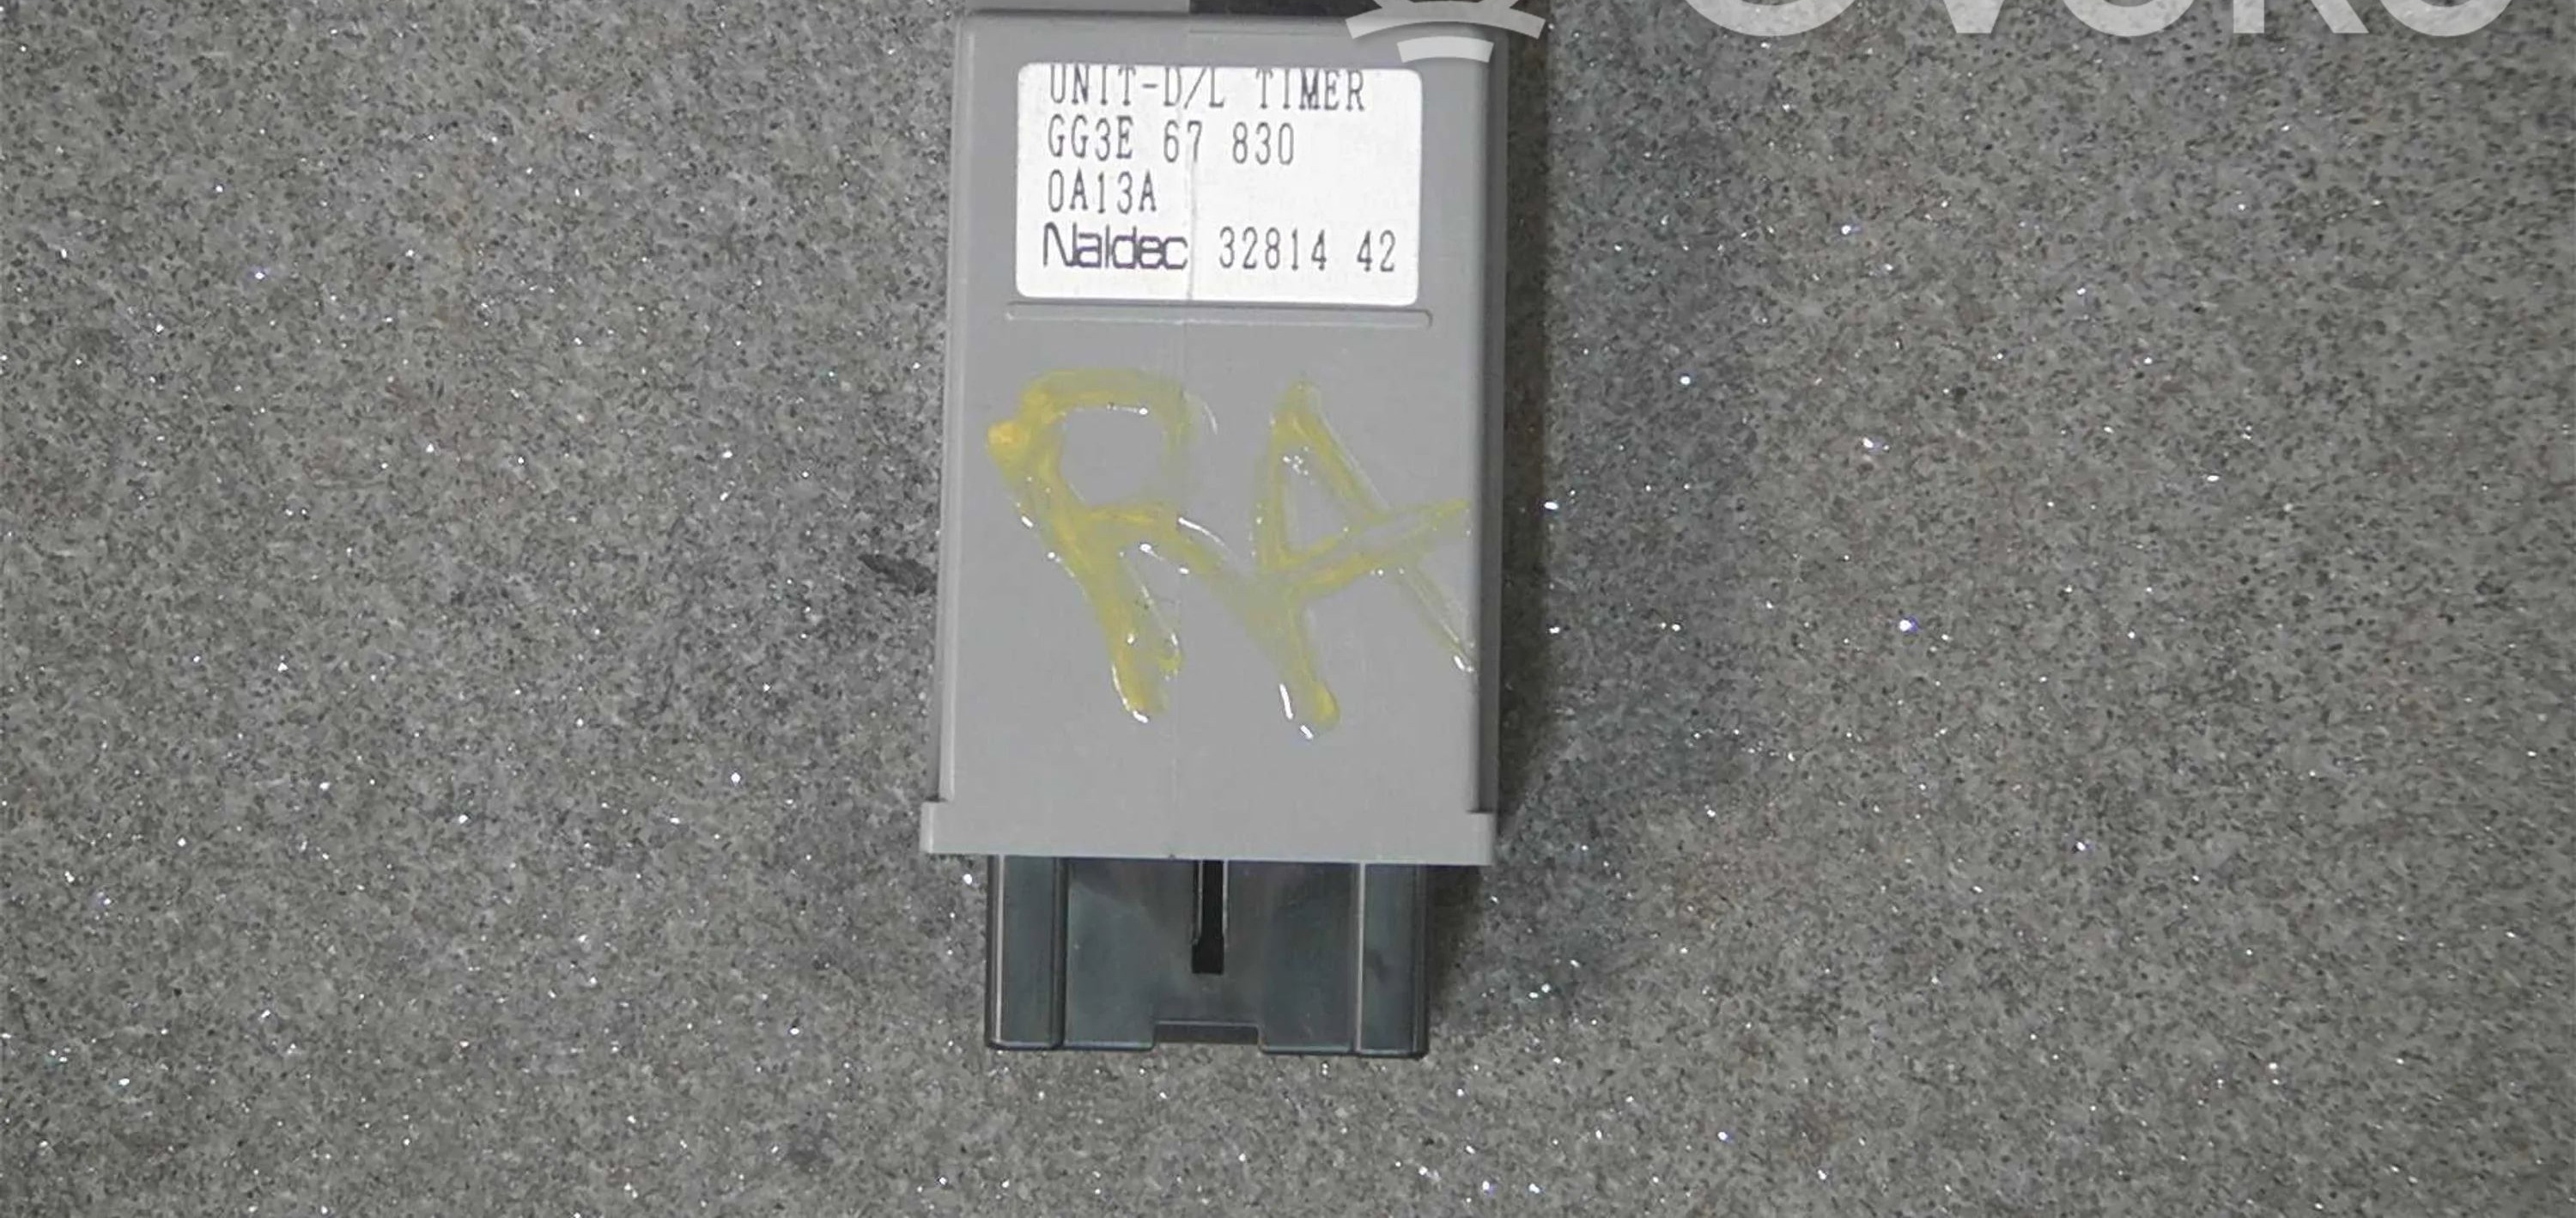 UNIT-D/L TIMER
GG3E 67 830
0A13A
Naldec 32814 42
RA